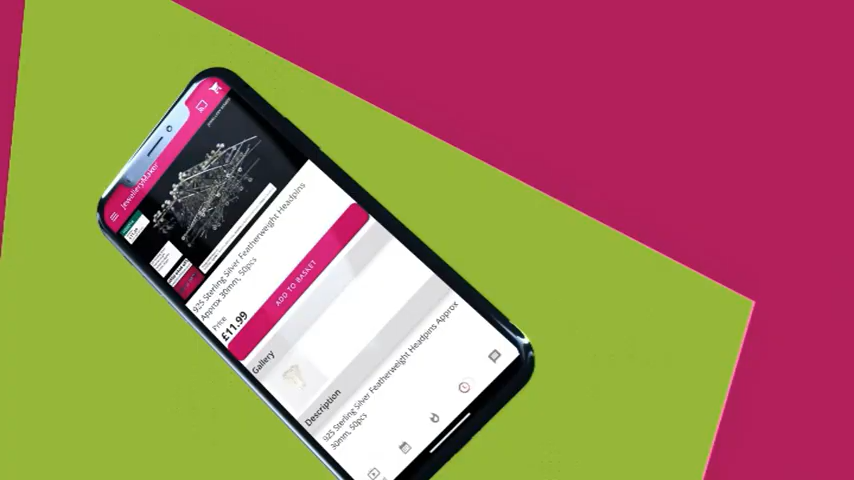 JewelleryMaker
925 Sterling Silver Featherweight Headpins
Approx 30mm, 50pcs
Price
£11.99
ADD TO BASKET
Gallery
Description
925 Sterling Silver Featherweight Headpins Approx
30mm, 50pcs